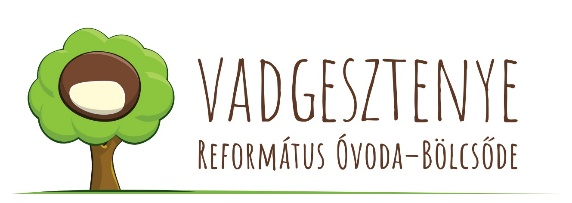 VADGESZTENYE
REFORMÁTUS ÓVODA–BÖLCSŐDE